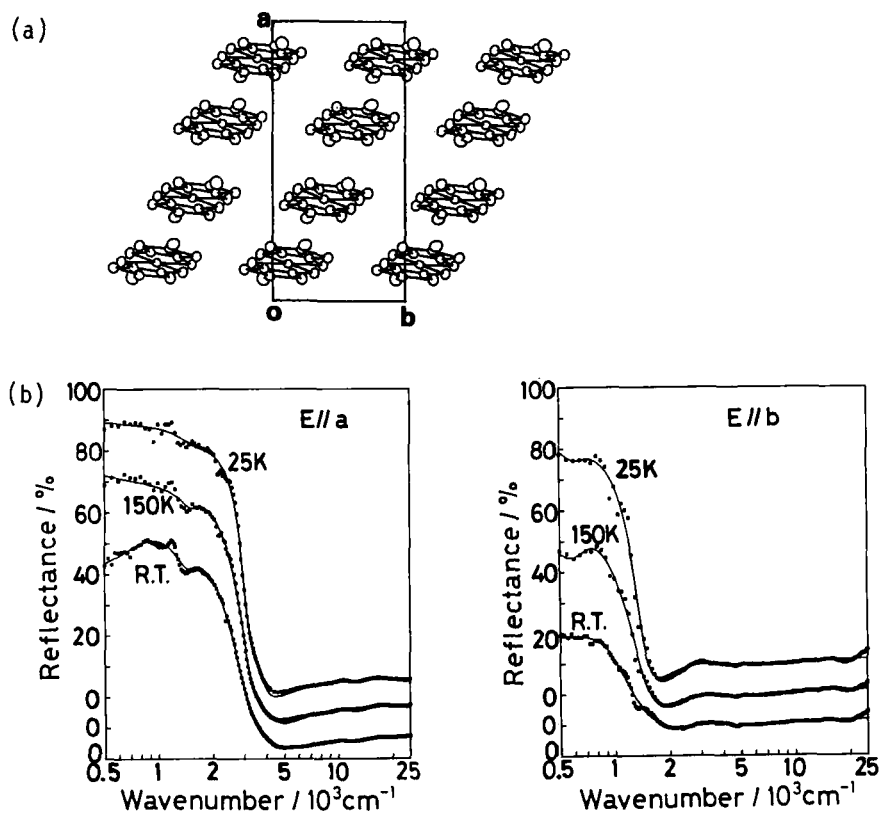 (a)
a
o
b
(b)
Reflectance / %
100
80
60
40
20
0
0
0
E//a
25K
150K
R.T.
0.5
1
2
5
10
25
Wavenumber / 10³cm⁻¹
Reflectance / %
100
80
60
40
20
0
0
0
E//b
25K
150K
R.T.
0.5
1
2
5
10
25
Wavenumber / 10³cm⁻¹